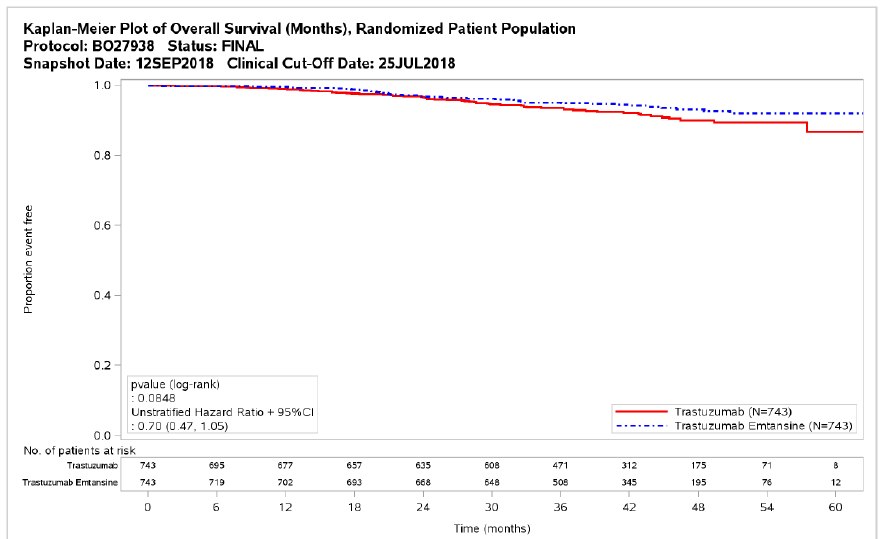 Kaplan-Meier Plot of Overall Survival (Months), Randomized Patient Population
Protocol: BO27938 Status: FINAL
Snapshot Date: 12SEP2018 Clinical Cut-Off Date: 25JUL2018
1.0
0.8
0.6
0.4
0.2
0.0
Proportion event free
pvalue (log-rank)
: 0.0848
Unstratified Hazard Ratio + 95%CI
: 0.70 (0.47, 1.05)
Trastuzumab (N=743)
Trastuzumab Emtansine (N=743)
No. of patients at risk
Trastuzumab 743 695 677 657 635 608 471 312 175 71 8
Trastuzumab Emtansine 743 719 702 693 668 648 508 345 195 76 12
0 6 12 18 24 30 36 42 48 54 60
Time (months)